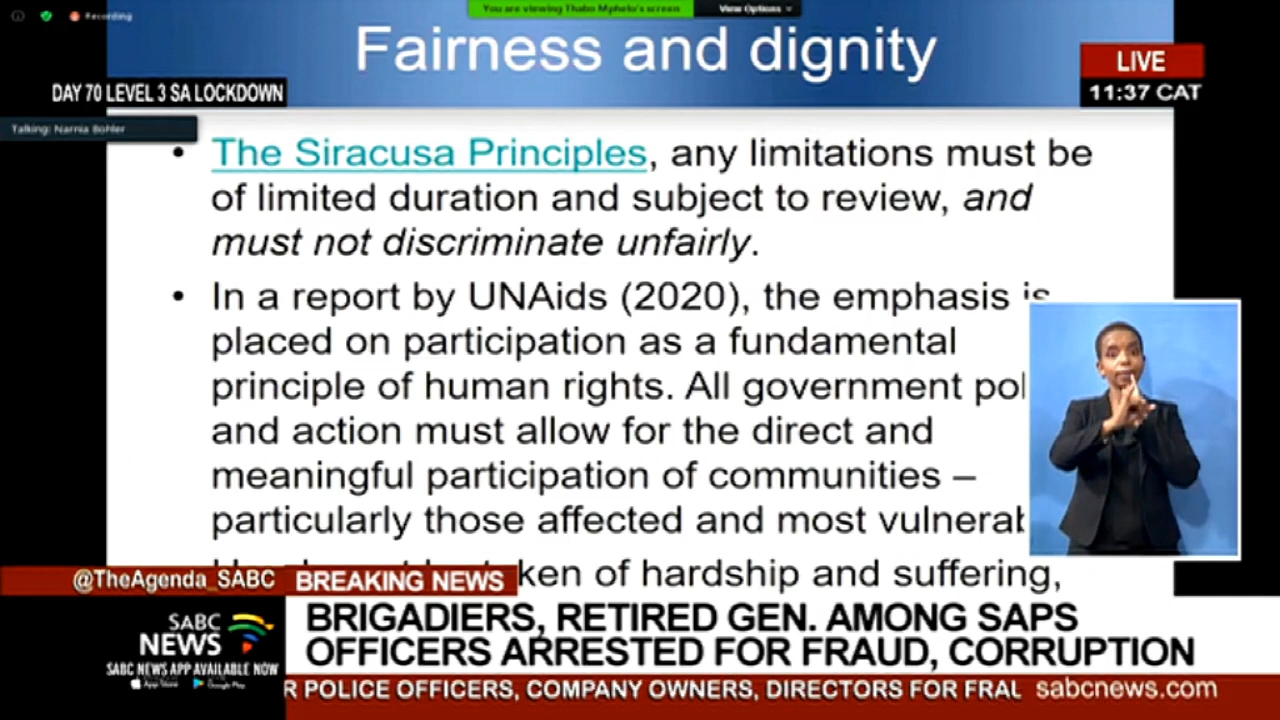 Recording
You are viewing Thabo Mphelo's screen
View Options
Fairness and dignity
LIVE
11:37 CAT
DAY 70 LEVEL 3 SA LOCKDOWN
Talking: Narnia Bohler
• The Siracusa Principles, any limitations must be
of limited duration and subject to review, and
must not discriminate unfairly.
• In a report by UNAids (2020), the emphasis is
placed on participation as a fundamental
principle of human rights. All government pol
and action must allow for the direct and
meaningful participation of communities –
particularly those affected and most vulnerab
ken of hardship and suffering,
@TheAgenda_SABC
BREAKING NEWS
SABC
NEWS
SABC NEWS APP AVAILABLE NOW
App Store
Google Play
BRIGADIERS, RETIRED GEN. AMONG SAPS
OFFICERS ARRESTED FOR FRAUD, CORRUPTION
R POLICE OFFICERS, COMPANY OWNERS, DIRECTORS FOR FRAU
sabcnews.com